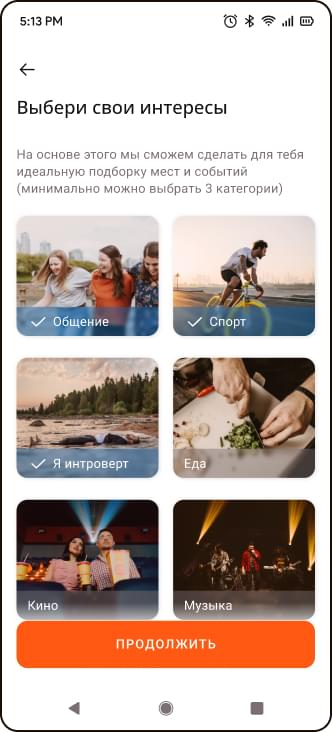 5:13 PM
Выбери свои интересы
На основе этого мы сможем сделать для тебя
идеальную подборку мест и событий
(минимально можно выбрать 3 категории)
Общение
Спорт
Я интроверт
Еда
Кино
Музыка
ПРОДОЛЖИТЬ